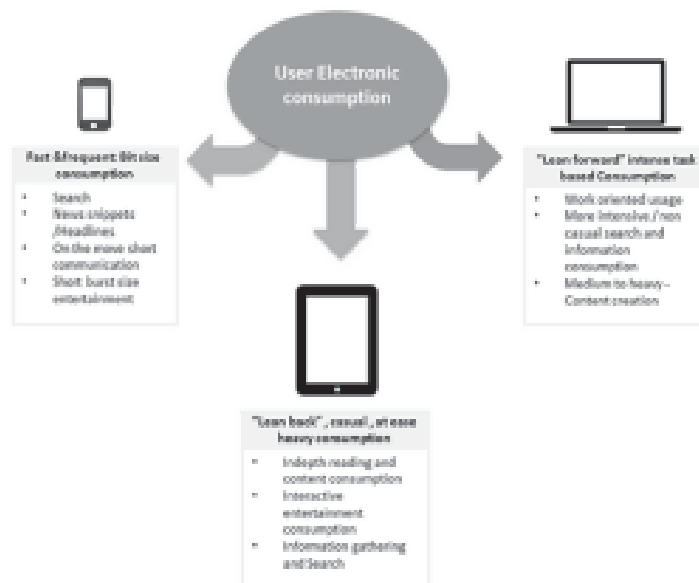 User Electronic
consumption
Fast & frequent Bit size
consumption
• Search
• News snippets
/Headlines
• On the move short
communication
• Short burst size
entertainment
"Lean forward" intense task
based Consumption
• Work oriented usage
• More intensive / non
casual search and
information
consumption
• Medium to heavy –
Content creation
"Lean back" , casual , at ease
heavy consumption
• Indepth reading and
content consumption
• Interactive
entertainment
consumption
• Information gathering
and Search